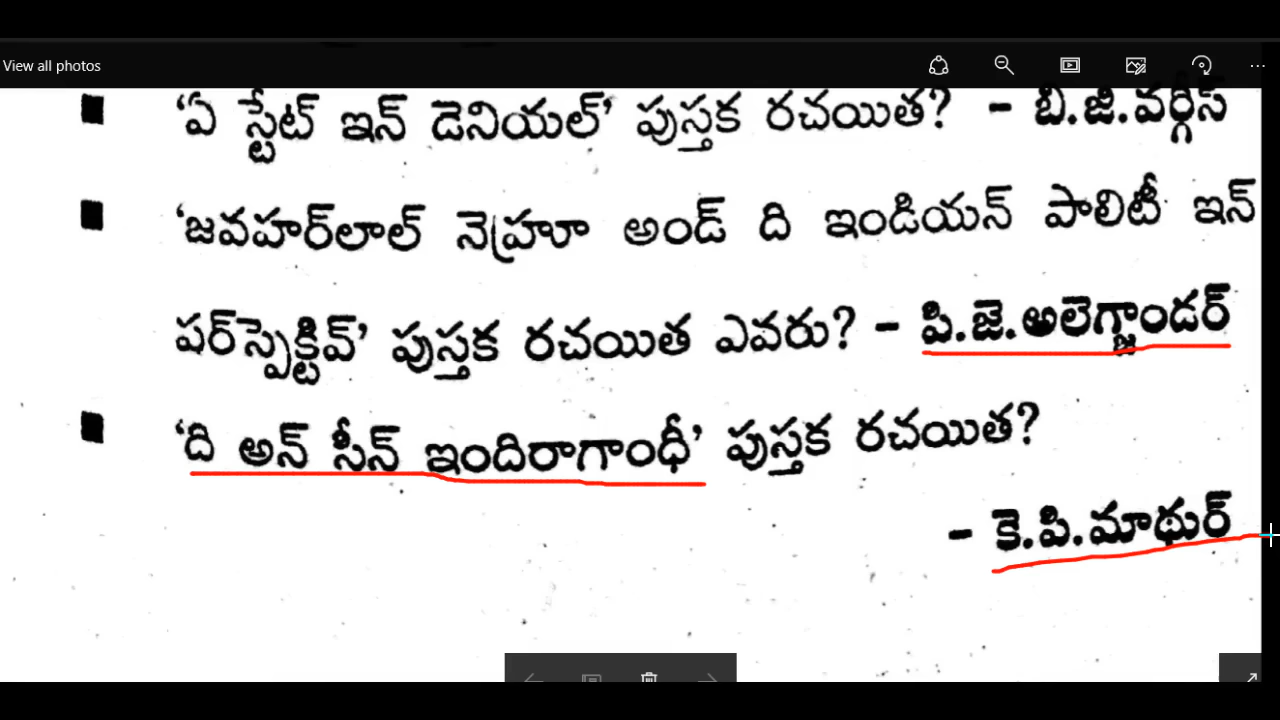 View all photos
■ ‘ఏ స్టేట్ ఇన్ డెనియల్’ పుస్తక రచయిత? - బి.జి.వర్గీస్
■ ‘జవహర్‌లాల్ నెహ్రూ అండ్ ది ఇండియన్ పాలిటీ ఇన్
పర్‌స్పెక్టివ్’ పుస్తక రచయిత ఎవరు? - పి.జె.అలెగ్జాండర్
■ ‘ది అన్ సీన్ ఇందిరాగాంధీ’ పుస్తక రచయిత?
- కె.పి.మాథుర్